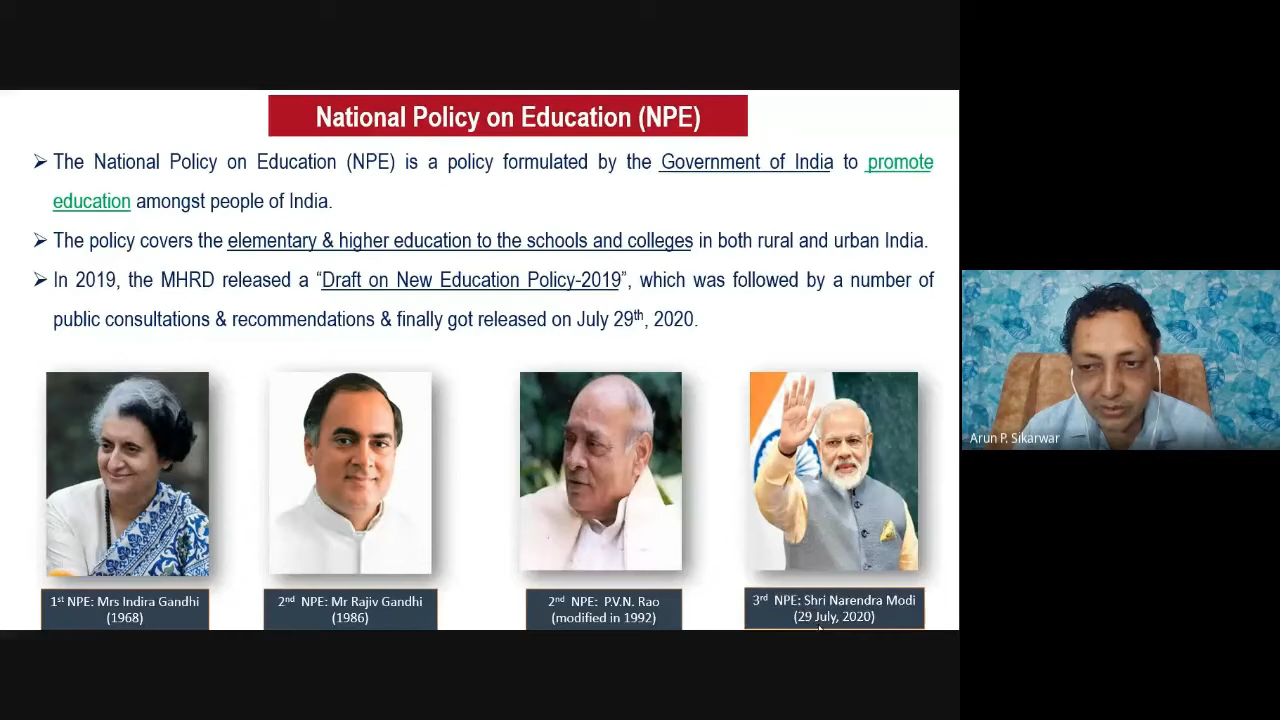 National Policy on Education (NPE)
➢ The National Policy on Education (NPE) is a policy formulated by the Government of India to promote
education amongst people of India.
➢ The policy covers the elementary & higher education to the schools and colleges in both rural and urban India.
➢ In 2019, the MHRD released a “Draft on New Education Policy-2019”, which was followed by a number of
public consultations & recommendations & finally got released on July 29th, 2020.
Arun P. Sikarwar
1st NPE: Mrs Indira Gandhi
(1968)
2nd NPE: Mr Rajiv Gandhi
(1986)
2nd NPE: P.V.N. Rao
(modified in 1992)
3rd NPE: Shri Narendra Modi
(29 July, 2020)